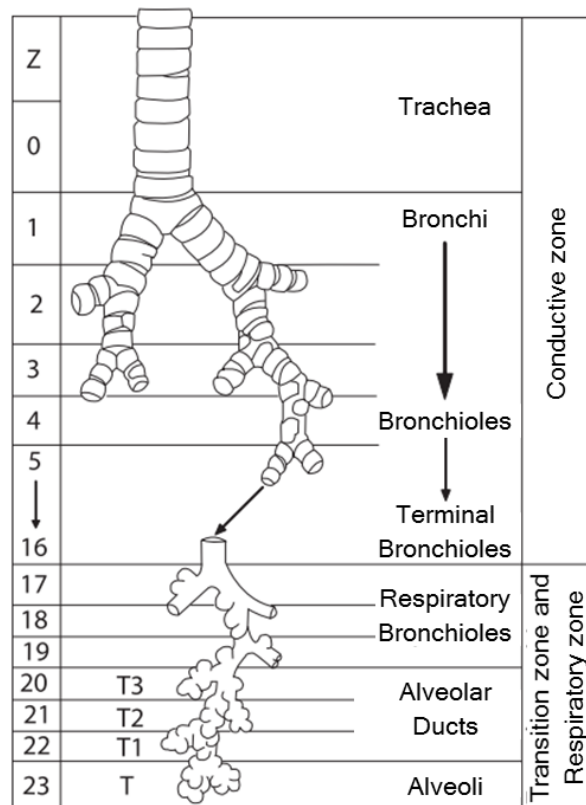 Z
Trachea
0
1
Bronchi
2
3
4
Bronchioles
5
Terminal
16
Bronchioles
17
Respiratory
18
Bronchioles
19
20
T3
Alveolar
21
T2
Ducts
22
T1
23
T
Alveoli
Conductive zone
Transition zone and
Respiratory zone